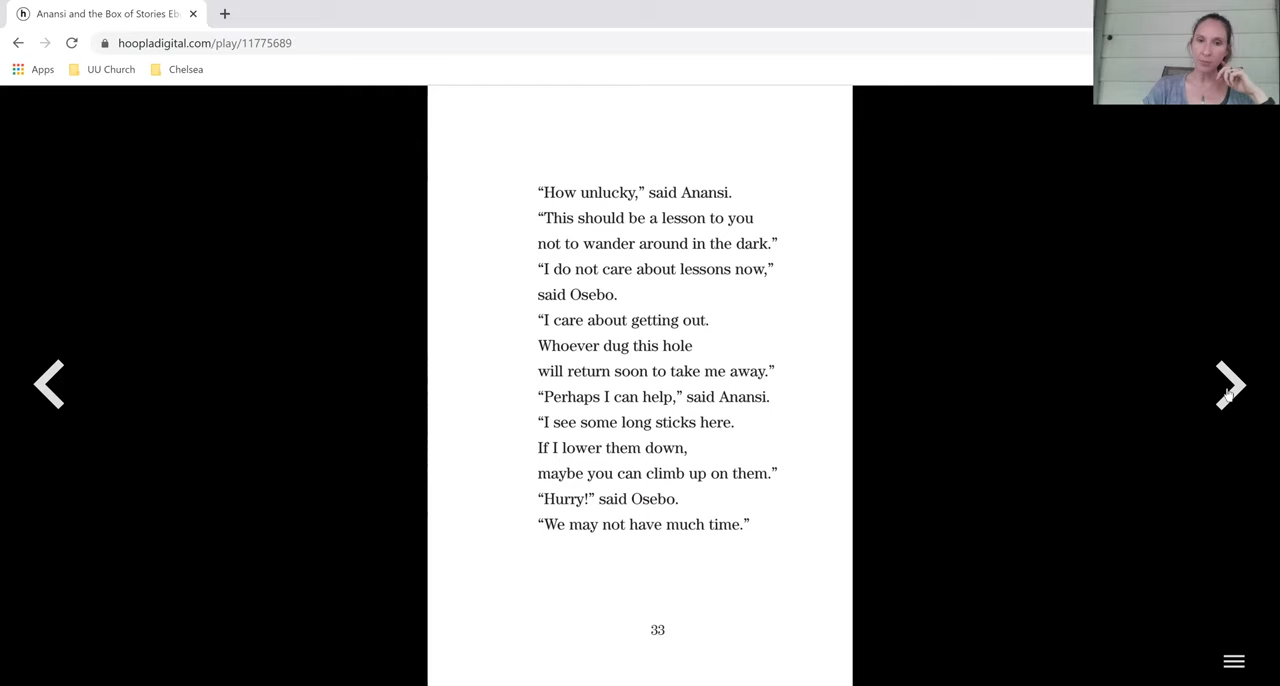 Anansi and the Box of Stories Eb
hoopladigital.com/play/11775689
Apps
UU Church
Chelsea
“How unlucky,” said Anansi.
“This should be a lesson to you
not to wander around in the dark.”
“I do not care about lessons now,”
said Osebo.
“I care about getting out.
Whoever dug this hole
will return soon to take me away.”
“Perhaps I can help,” said Anansi.
“I see some long sticks here.
If I lower them down,
maybe you can climb up on them.”
“Hurry!” said Osebo.
“We may not have much time.”
33